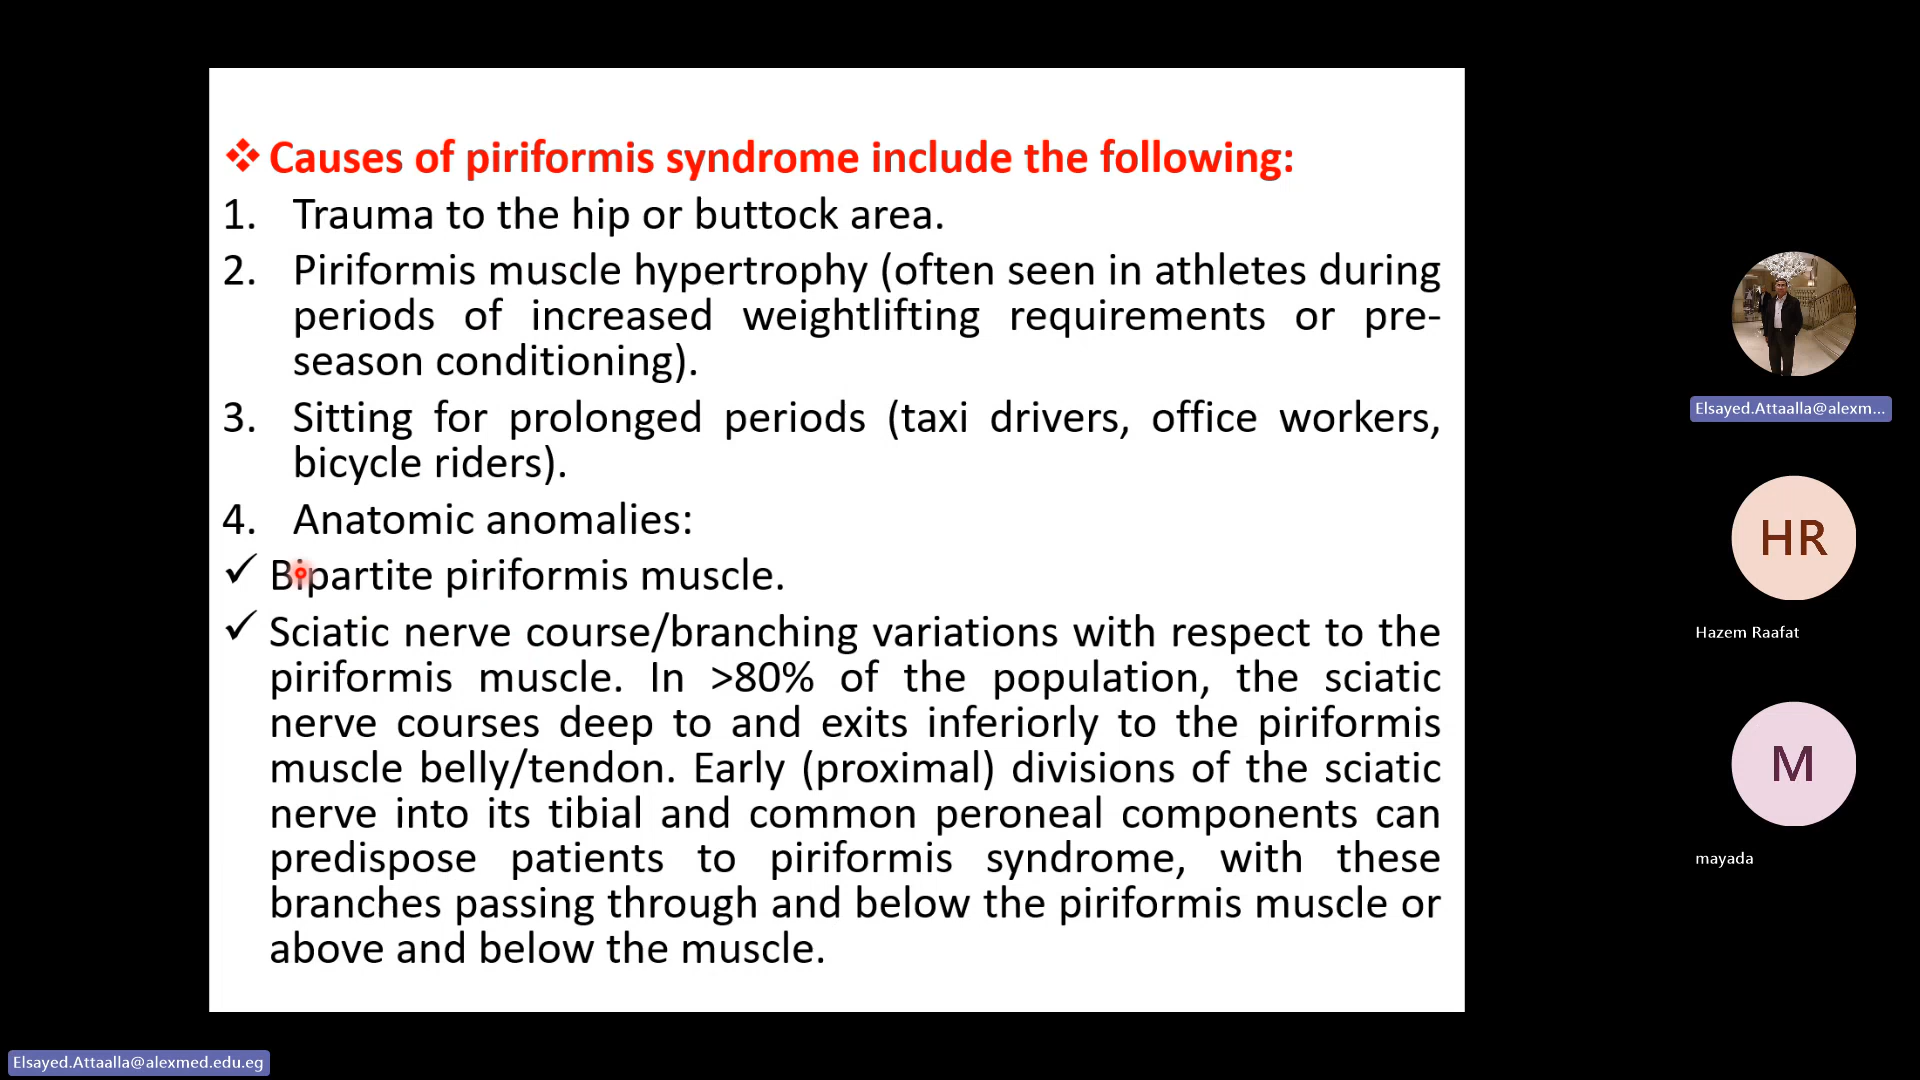 ❖ Causes of piriformis syndrome include the following:
1. Trauma to the hip or buttock area.
2. Piriformis muscle hypertrophy (often seen in athletes during
periods of increased weightlifting requirements or pre-
season conditioning).
3. Sitting for prolonged periods (taxi drivers, office workers,
bicycle riders).
4. Anatomic anomalies:
✓ Bipartite piriformis muscle.
✓ Sciatic nerve course/branching variations with respect to the
piriformis muscle. In >80% of the population, the sciatic
nerve courses deep to and exits inferiorly to the piriformis
muscle belly/tendon. Early (proximal) divisions of the sciatic
nerve into its tibial and common peroneal components can
predispose patients to piriformis syndrome, with these
branches passing through and below the piriformis muscle or
above and below the muscle.
Elsayed.Attaalla@alexm...
HR
Hazem Raafat
M
mayada
Elsayed.Attaalla@alexmed.edu.eg